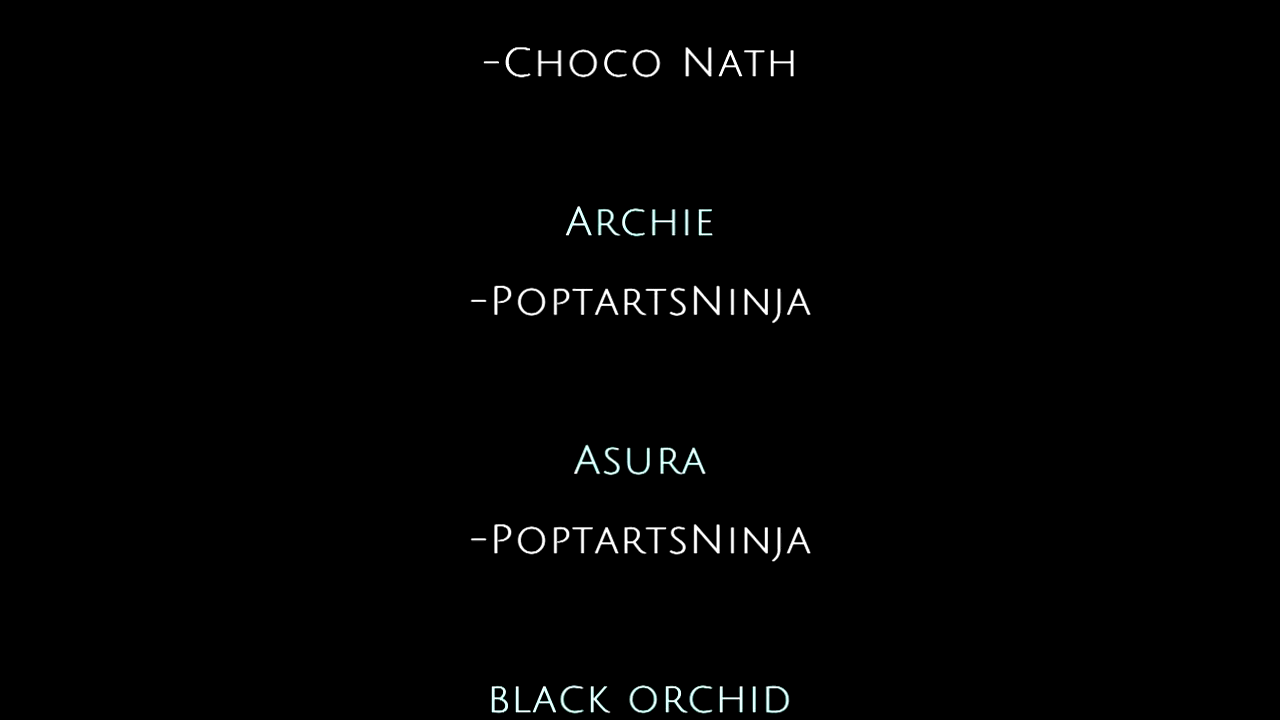 -Choco Nath
Archie
-PoptartsNinja
Asura
-PoptartsNinja
black orchid